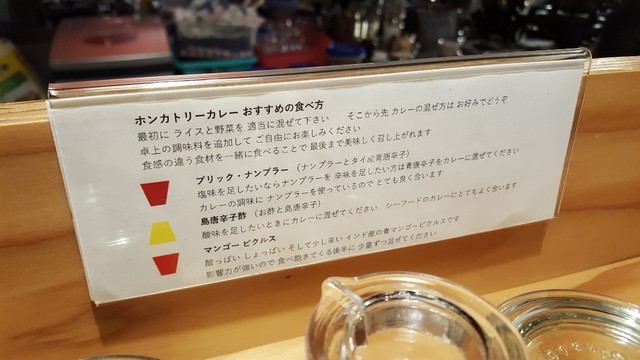 ホンカトリーカレー おすすめの食べ方
最初に ライスと野菜を 適当に混ぜて下さい　そこから先 カレーの混ぜ方は お好みでどうぞ
卓上の調味料を追加して ご自由にお楽しみください
食感の違う食材を一緒に食べることで 最後まで美味しく召し上がれます
プリック・ナンプラー （ナンプラーとタイ産青唐辛子）
塩味を足したいならナンプラーを 辛味を足したい方は青唐辛子をカレーに混ぜてください
カレーの調味に ナンプラーを使っているので とても良く合います
島唐辛子酢 （お酢と島唐辛子）
酸味を足したいときにカレーに混ぜてください　シーフードのカレーにとてもよく合います
マンゴーピクルス
酸っぱい しょっぱい そして少し辛い インド産の青マンゴーピクルスです
影響力が強いので 食べ飽きてくる後半に 少量ずつ混ぜてください